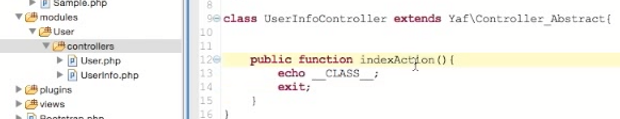 Sample.php
modules
User
controllers
User.php
UserInfo.php
plugins
views
Bootstrap.php
8
9 class UserInfoController extends Yaf\Controller_Abstract{
10
11
12 public function indexAction(){
13 echo __CLASS__;
14 exit;
15 }
16 }